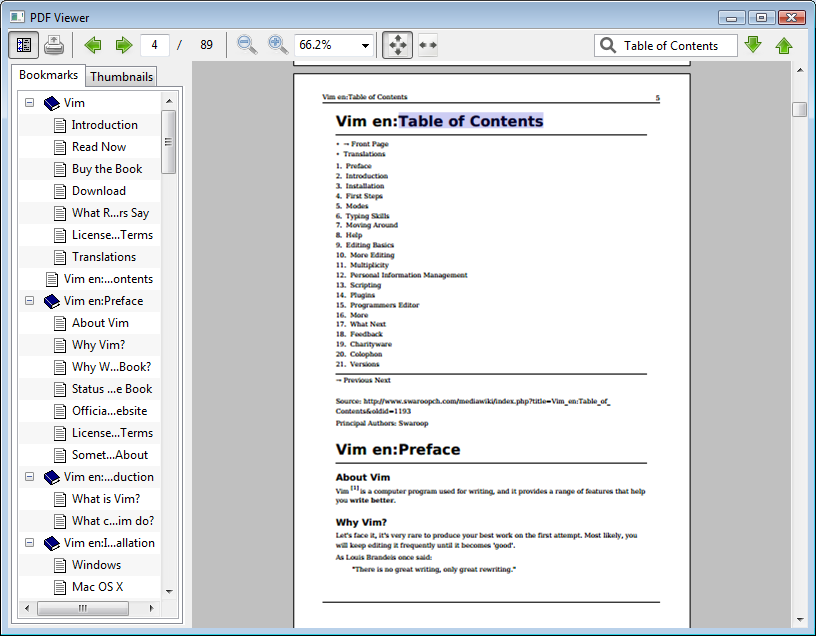 PDF Viewer
4 / 89
66.2%
Table of Contents
Bookmarks Thumbnails
Vim
Introduction
Read Now
Buy the Book
Download
What R...rs Say
License...Terms
Translations
Vim en:...ontents
Vim en:Preface
About Vim
Why Vim?
Why W...Book?
Status ...e Book
Officia...ebsite
License...Terms
Somet...About
Vim en:...duction
What is Vim?
What c...im do?
Vim en:I...allation
Windows
Mac OS X
Vim en:Table of Contents 5
Vim en:Table of Contents
• → Front Page
• Translations
1. Preface
2. Introduction
3. Installation
4. First Steps
5. Modes
6. Typing Skills
7. Moving Around
8. Help
9. Editing Basics
10. More Editing
11. Multiplicity
12. Personal Information Management
13. Scripting
14. Plugins
15. Programmers Editor
16. More
17. What Next
18. Feedback
19. Charityware
20. Colophon
21. Versions
→ Previous Next
Source: http://www.swaroopch.com/mediawiki/index.php?title=Vim_en:Table_of_
Contents&oldid=1193
Principal Authors: Swaroop
Vim en:Preface
About Vim
Vim [1] is a computer program used for writing, and it provides a range of features that help
you write better.
Why Vim?
Let's face it, it's very rare to produce your best work on the first attempt. Most likely, you
will keep editing it frequently until it becomes 'good'.
As Louis Brandeis once said:
"There is no great writing, only great rewriting."